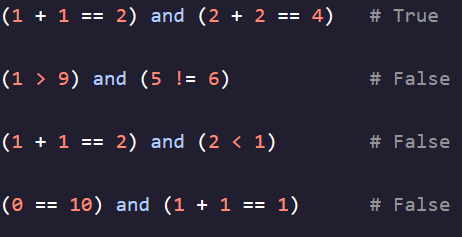 (1 + 1 == 2) and (2 + 2 == 4)   # True
(1 > 9) and (5 != 6)            # False
(1 + 1 == 2) and (2 < 1)        # False
(0 == 10) and (1 + 1 == 1)      # False